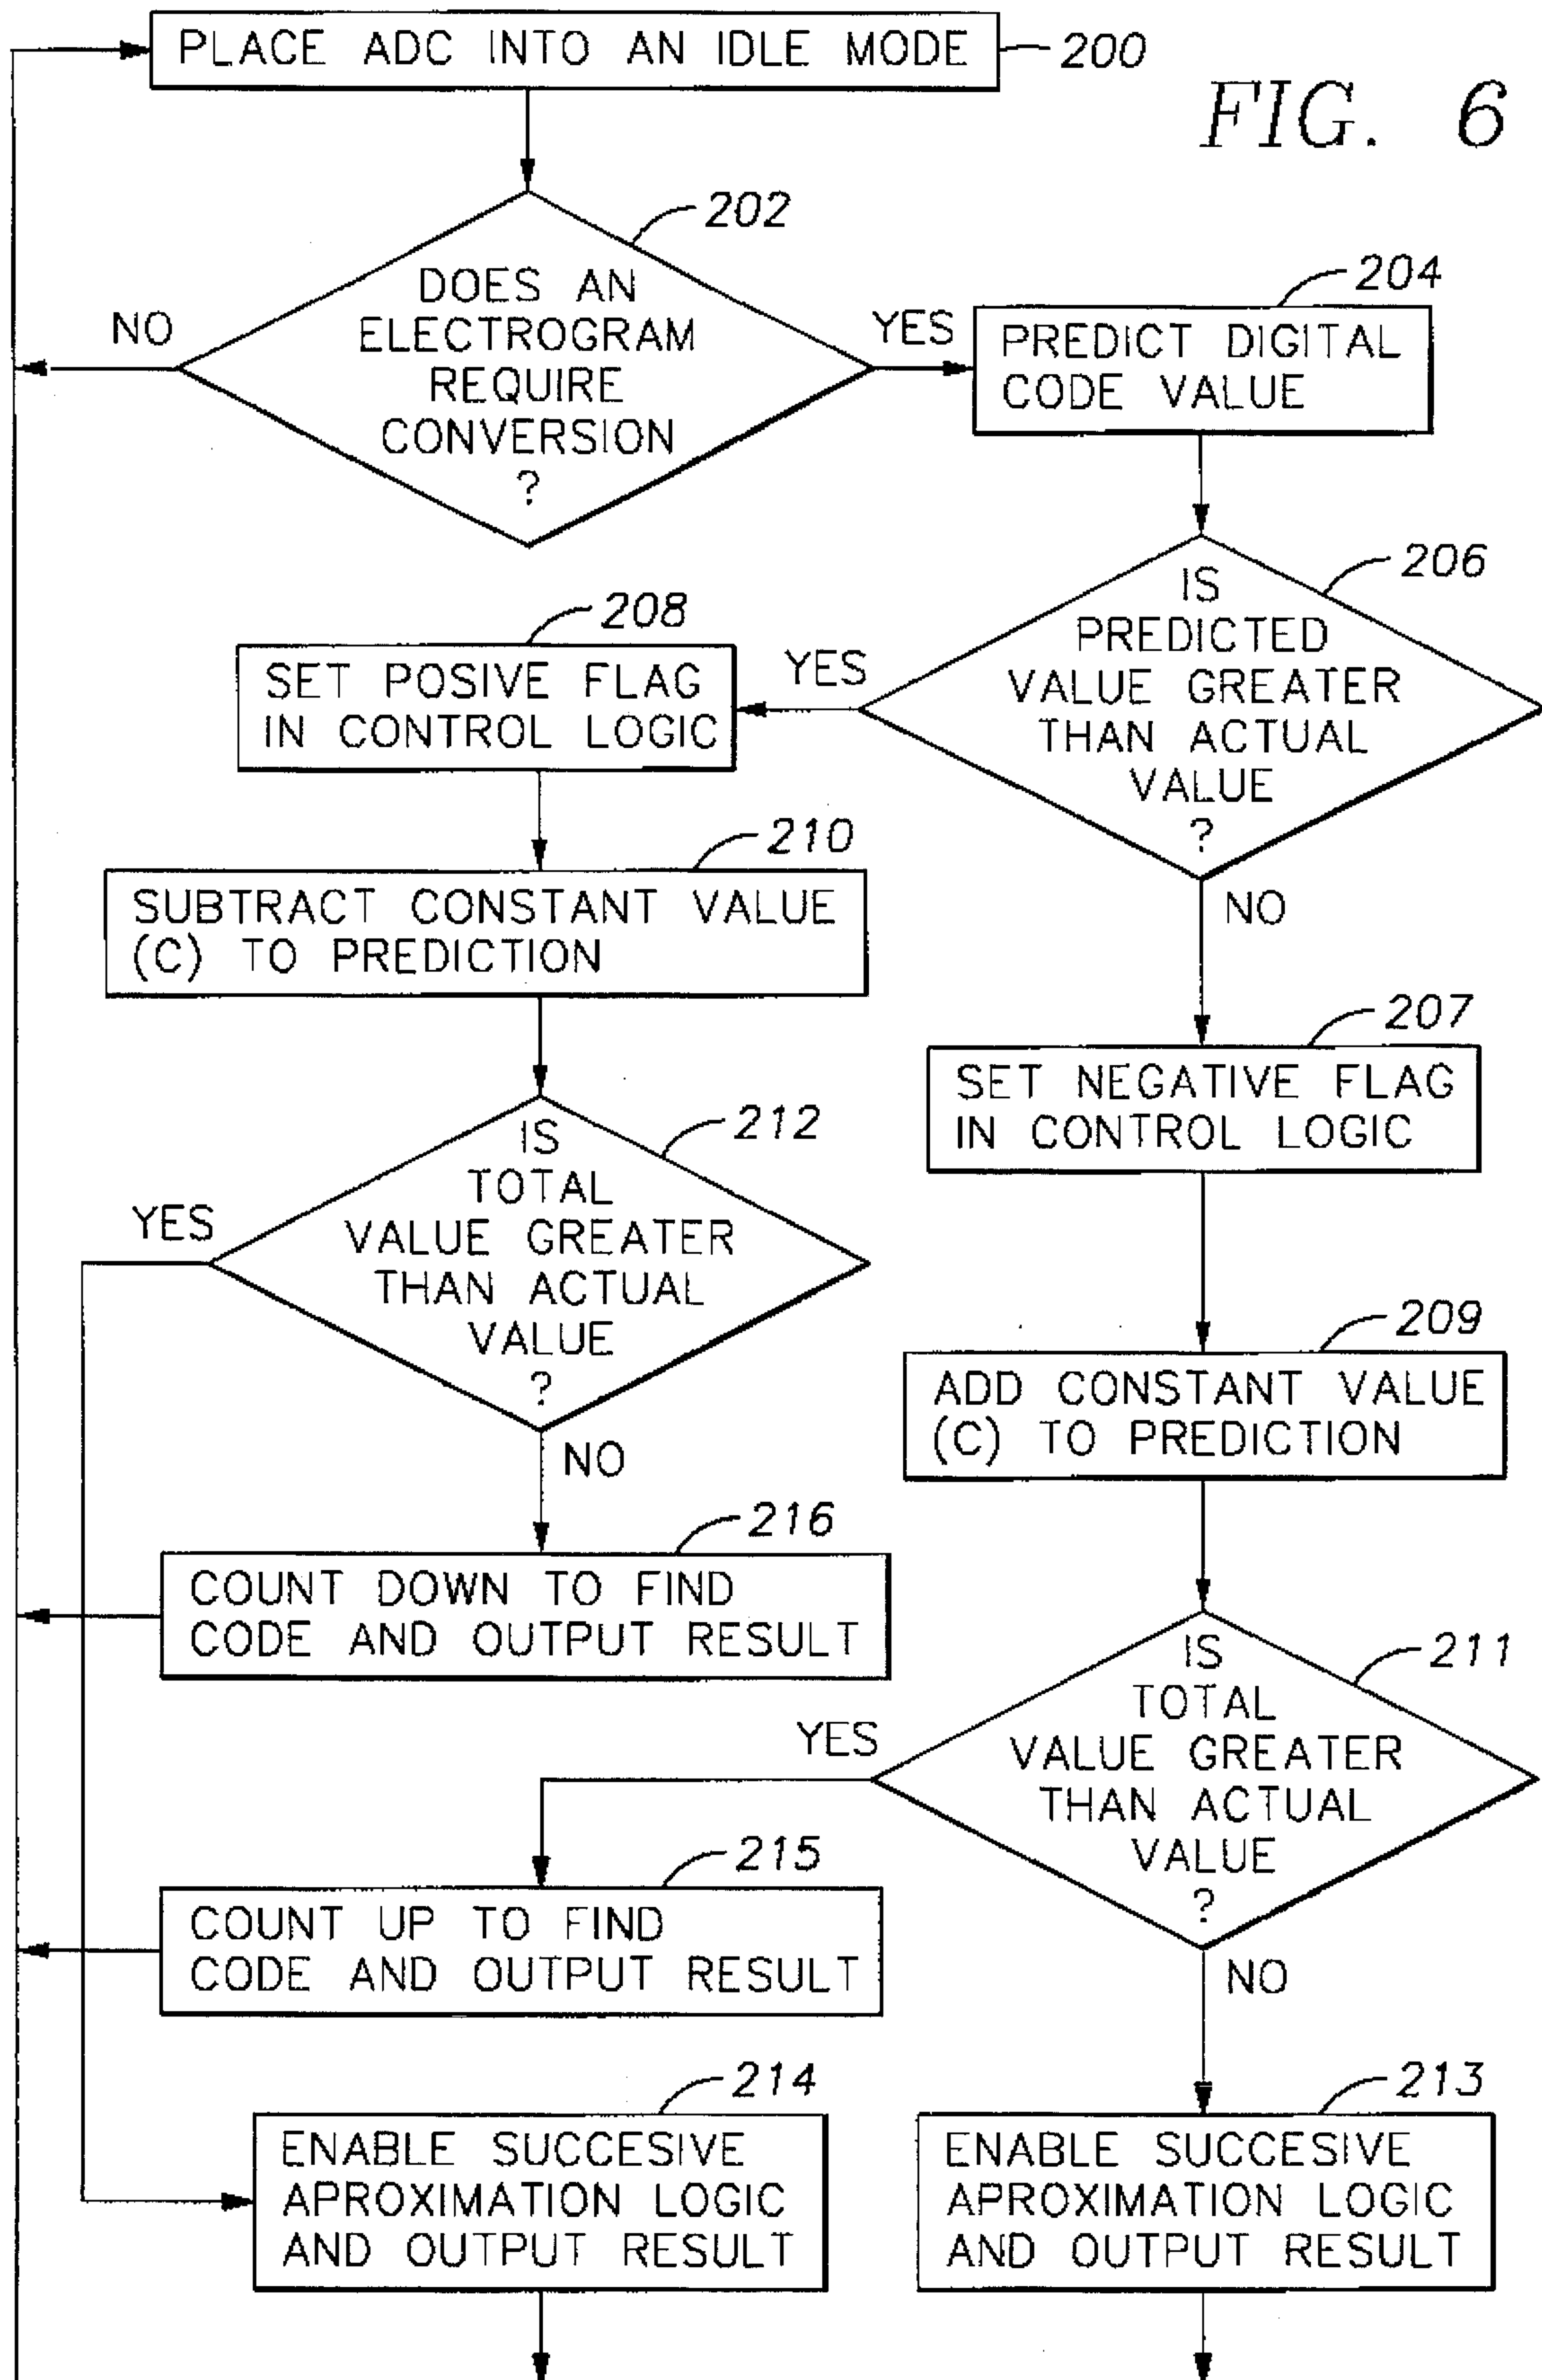 PLACE ADC INTO AN IDLE MODE
200
FIG. 6
202
DOES AN
ELECTROGRAM
REQUIRE
CONVERSION
?
NO
YES
204
PREDICT DIGITAL
CODE VALUE
206
IS
PREDICTED
VALUE GREATER
THAN ACTUAL
VALUE
?
YES
NO
208
SET POSIVE FLAG
IN CONTROL LOGIC
210
SUBTRACT CONSTANT VALUE
(C) TO PREDICTION
207
SET NEGATIVE FLAG
IN CONTROL LOGIC
212
IS
TOTAL
VALUE GREATER
THAN ACTUAL
VALUE
?
YES
NO
209
ADD CONSTANT VALUE
(C) TO PREDICTION
216
COUNT DOWN TO FIND
CODE AND OUTPUT RESULT
211
IS
TOTAL
VALUE GREATER
THAN ACTUAL
VALUE
?
YES
NO
215
COUNT UP TO FIND
CODE AND OUTPUT RESULT
214
ENABLE SUCCESIVE
APROXIMATION LOGIC
AND OUTPUT RESULT
213
ENABLE SUCCESIVE
APROXIMATION LOGIC
AND OUTPUT RESULT